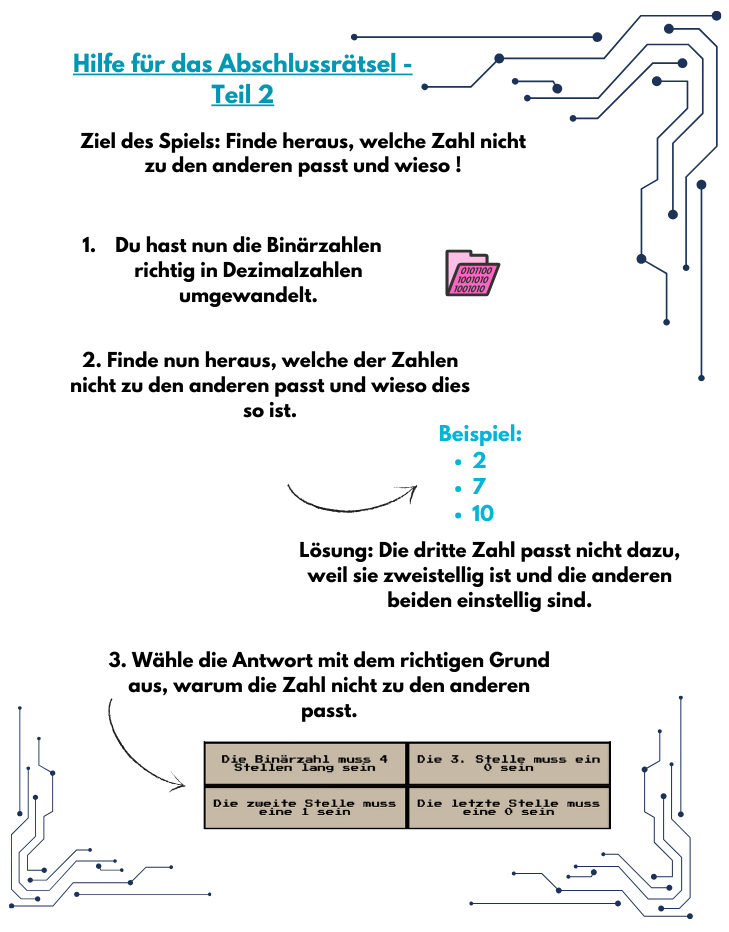 Hilfe für das Abschlussrätsel -
Teil 2
Ziel des Spiels: Finde heraus, welche Zahl nicht
zu den anderen passt und wieso !
1. Du hast nun die Binärzahlen
richtig in Dezimalzahlen
umgewandelt.
0101100
1001010
1001010
2. Finde nun heraus, welche der Zahlen
nicht zu den anderen passt und wieso dies
so ist.
Beispiel:
• 2
• 7
• 10
Lösung: Die dritte Zahl passt nicht dazu,
weil sie zweistellig ist und die anderen
beiden einstellig sind.
3. Wähle die Antwort mit dem richtigen Grund
aus, warum die Zahl nicht zu den anderen
passt.
Die Binärzahl muss 4
Stellen lang sein
Die 3. Stelle muss ein
0 sein
Die zweite Stelle muss
eine 1 sein
Die letzte Stelle muss
eine 0 sein